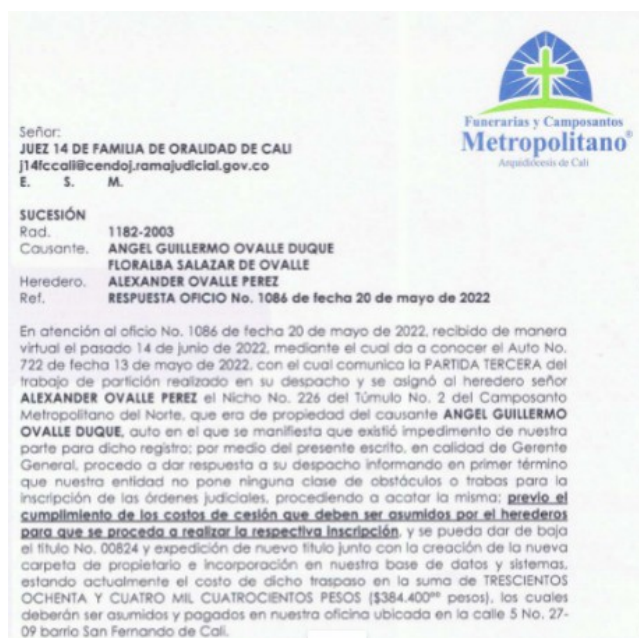 Funerarias y Camposantos
Metropolitano®
Arquidiócesis de Cali
Señor:
JUEZ 14 DE FAMILIA DE ORALIDAD DE CALI
j14fccali@cendoj.ramajudicial.gov.co
E. S. M.
SUCESIÓN
Rad. 1182-2003
Causante. ANGEL GUILLERMO OVALLE DUQUE
FLORALBA SALAZAR DE OVALLE
Heredero. ALEXANDER OVALLE PEREZ
Ref. RESPUESTA OFICIO No. 1086 de fecha 20 de mayo de 2022
En atención al oficio No. 1086 de fecha 20 de mayo de 2022, recibido de manera
virtual el pasado 14 de junio de 2022, mediante el cual da a conocer el Auto No.
722 de fecha 13 de mayo de 2022, con el cual comunica la PARTIDA TERCERA del
trabajo de partición realizado en su despacho y se asignó al heredero señor
ALEXANDER OVALLE PEREZ el Nicho No. 226 del Túmulo No. 2 del Camposanto
Metropolitano del Norte, que era de propiedad del causante ANGEL GUILLERMO
OVALLE DUQUE, auto en el que se manifiesta que existió impedimento de nuestra
parte para dicho registro; por medio del presente escrito, en calidad de Gerente
General, procedo a dar respuesta a su despacho informando en primer término
que nuestra entidad no pone ninguna clase de obstáculos o trabas para la
inscripción de las órdenes judiciales, procediendo a acatar la misma; previo el
cumplimiento de los costos de cesión que deben ser asumidos por el herederos
para que se proceda a realizar la respectiva inscripción, y se pueda dar de baja
el título No. 00824 y expedición de nuevo título junto con la creación de la nueva
carpeta de propietario e incorporación en nuestra base de datos y sistemas,
estando actualmente el costo de dicho traspaso en la suma de TRESCIENTOS
OCHENTA Y CUATRO MIL CUATROCIENTOS PESOS ($384.400⁰⁰ pesos), los cuales
deberán ser asumidos y pagados en nuestra oficina ubicada en la calle 5 No. 27-
09 barrio San Fernando de Cali.